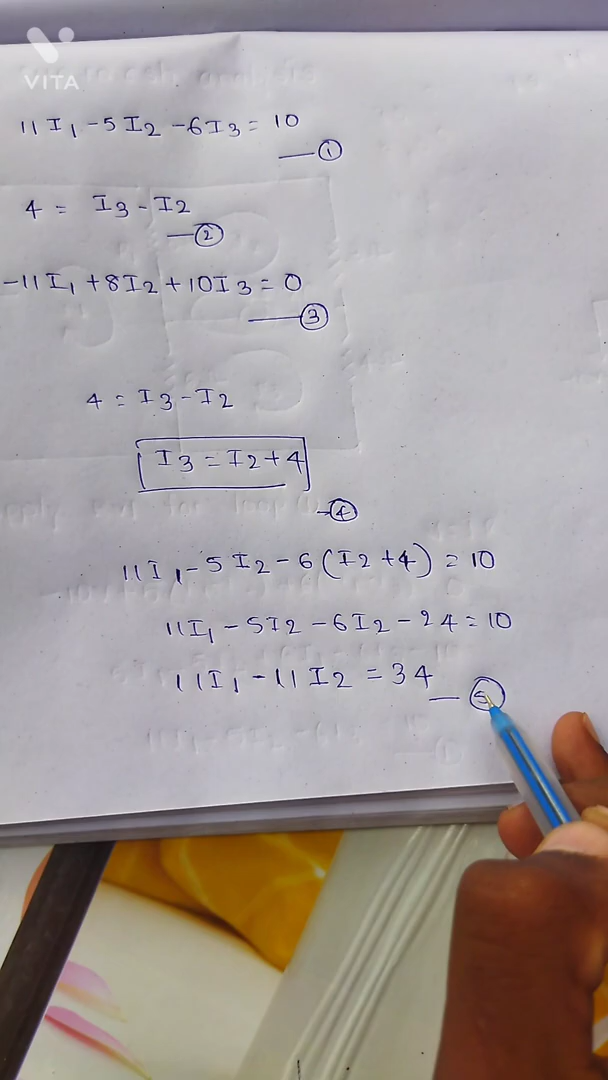 VITA
11I1 - 5I2 - 6I3 = 10
①
4 = I3 - I2
②
-11I1 + 8I2 + 10I3 = 0
③
4 = I3 - I2
I3 = I2 + 4
④
11I1 - 5I2 - 6(I2 + 4) = 10
11I1 - 5I2 - 6I2 - 24 = 10
11I1 - 11I2 = 34
⑤